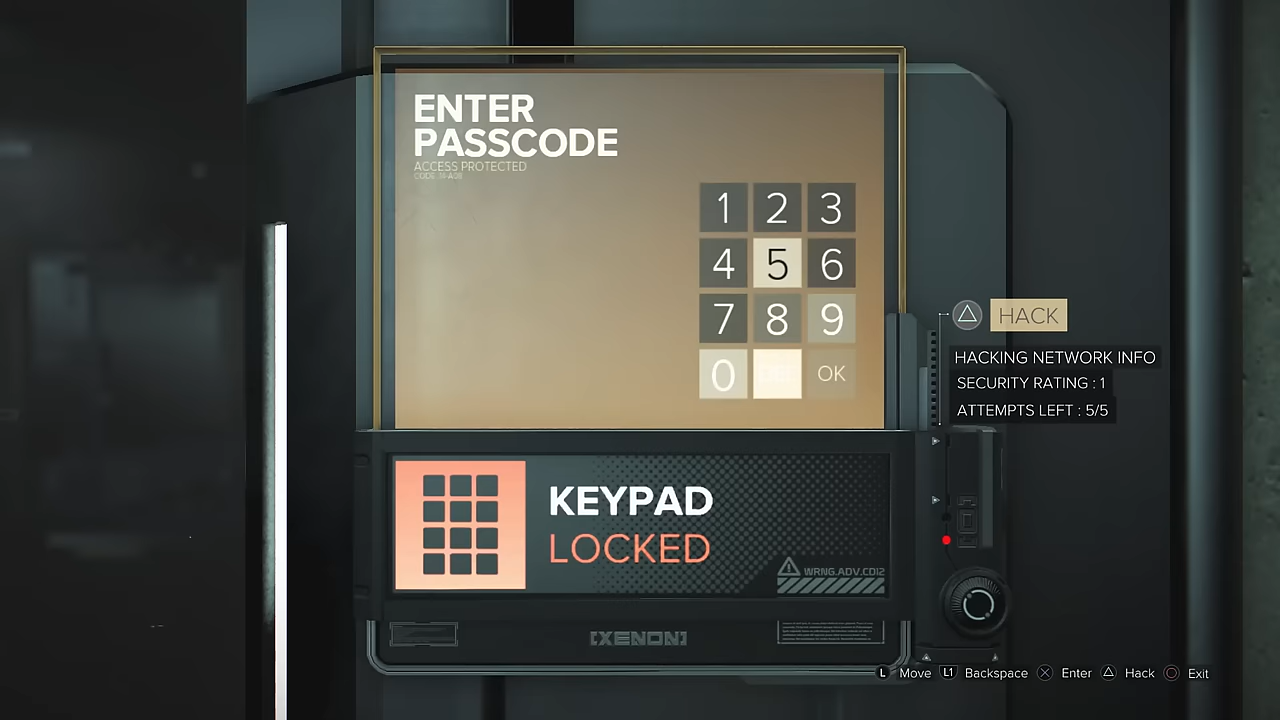 ENTER
PASSCODE
ACCESS PROTECTED
1 2 3
4 5 6
7 8 9
0 OK
HACK
HACKING NETWORK INFO
SECURITY RATING : 1
ATTEMPTS LEFT : 5/5
KEYPAD
LOCKED
WRNG.ADV.CD12
[XENON]
L Move L1 Backspace Enter Hack Exit